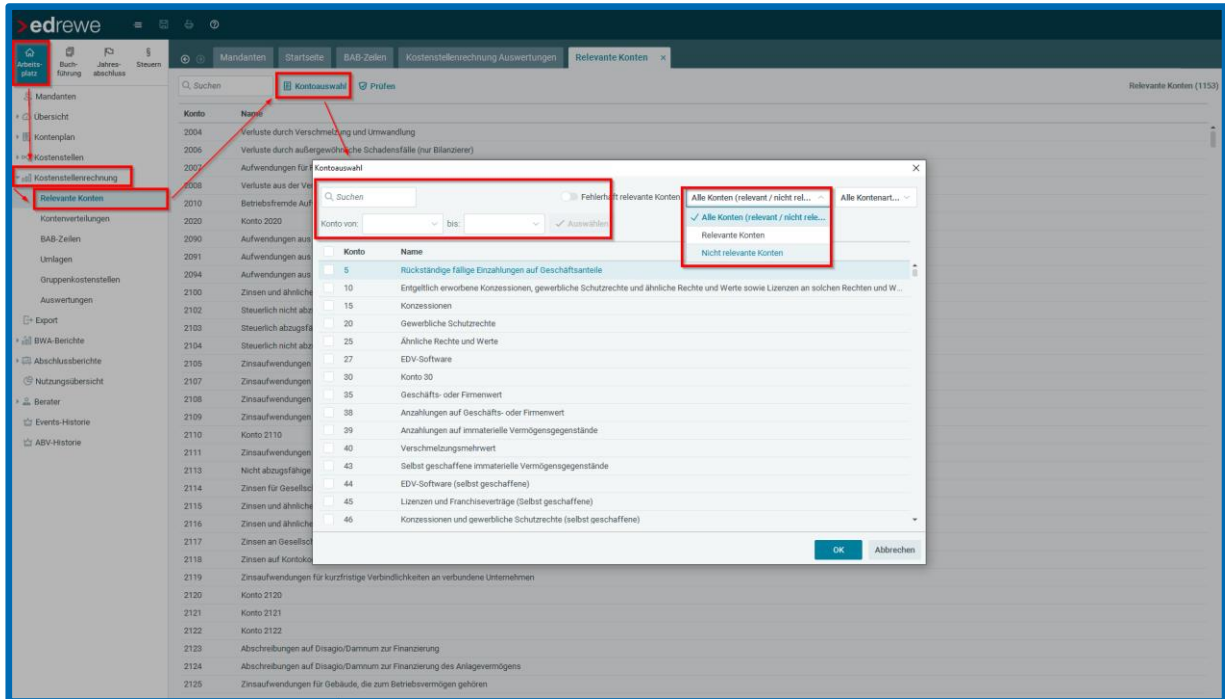 edrewe
Arbeits-
platz
Buch-
führung
Jahres-
abschluss
Steuern
Mandanten
Startseite
BAB-Zeilen
Kostenstellenrechnung Auswertungen
Relevante Konten
Suchen
Kontoauswahl
Prüfen
Relevante Konten (1153)
Mandanten
Übersicht
Kontenplan
Kostenstellen
Kostenstellenrechnung
Relevante Konten
Kontenverteilungen
BAB-Zeilen
Umlagen
Gruppenkostenstellen
Auswertungen
Export
BWA-Berichte
Abschlussberichte
Nutzungsübersicht
Berater
Events-Historie
ABV-Historie
Konto Name
2004 Verluste durch Verschmelzung und Umwandlung
2006 Verluste durch außergewöhnliche Schadensfälle (nur Bilanzierer)
2007 Aufwendungen für
2008 Verluste aus der
2010 Betriebsfremde
2020 Konto 2020
2090 Aufwendungen aus
2091 Aufwendungen aus
2094 Aufwendungen aus
2100 Zinsen und ähnliche
2102 Steuerlich nicht
2103 Steuerlich
2104 Steuerlich nicht
2105 Zinsaufwendungen
2107 Zinsaufwendungen
2108 Zinsaufwendungen
2109 Zinsaufwendungen
2110 Konto 2110
2111 Zinsaufwendungen
2113 Nicht abzugsfähige
2114 Zinsen für
2115 Zinsen und ähnliche
2116 Zinsen und ähnliche
2117 Zinsen an
2118 Zinsen auf
2119 Zinsaufwendungen für kurzfristige Verbindlichkeiten an verbundene Unternehmen
2120 Konto 2120
2121 Konto 2121
2122 Konto 2122
2123 Abschreibungen auf Disagio/Damnum zur Finanzierung
2124 Abschreibungen auf Disagio/Damnum zur Finanzierung des Anlagevermögens
2125 Zinsaufwendungen für Gebäude, die zum Betriebsvermögen gehören
Kontoauswahl
Suchen
Fehlerhaft relevante Konten
Alle Konten (relevant / nicht rel...
Alle Kontenart...
Konto von:
bis:
Auswählen
Alle Konten (relevant / nicht rele...
Relevante Konten
Nicht relevante Konten
Konto Name
5 Rückständige fällige Einzahlungen auf Geschäftsanteile
10 Entgeltlich erworbene Konzessionen, gewerbliche Schutzrechte und ähnliche Rechte und Werte sowie Lizenzen an solchen Rechten und W...
15 Konzessionen
20 Gewerbliche Schutzrechte
25 Ähnliche Rechte und Werte
27 EDV-Software
30 Konto 30
35 Geschäfts- oder Firmenwert
38 Anzahlungen auf Geschäfts- oder Firmenwert
39 Anzahlungen auf immaterielle Vermögensgegenstände
40 Verschmelzungsmehrwert
43 Selbst geschaffene immaterielle Vermögensgegenstände
44 EDV-Software (selbst geschaffene)
45 Lizenzen und Franchiseverträge (Selbst geschaffene)
46 Konzessionen und gewerbliche Schutzrechte (selbst geschaffene)
OK
Abbrechen